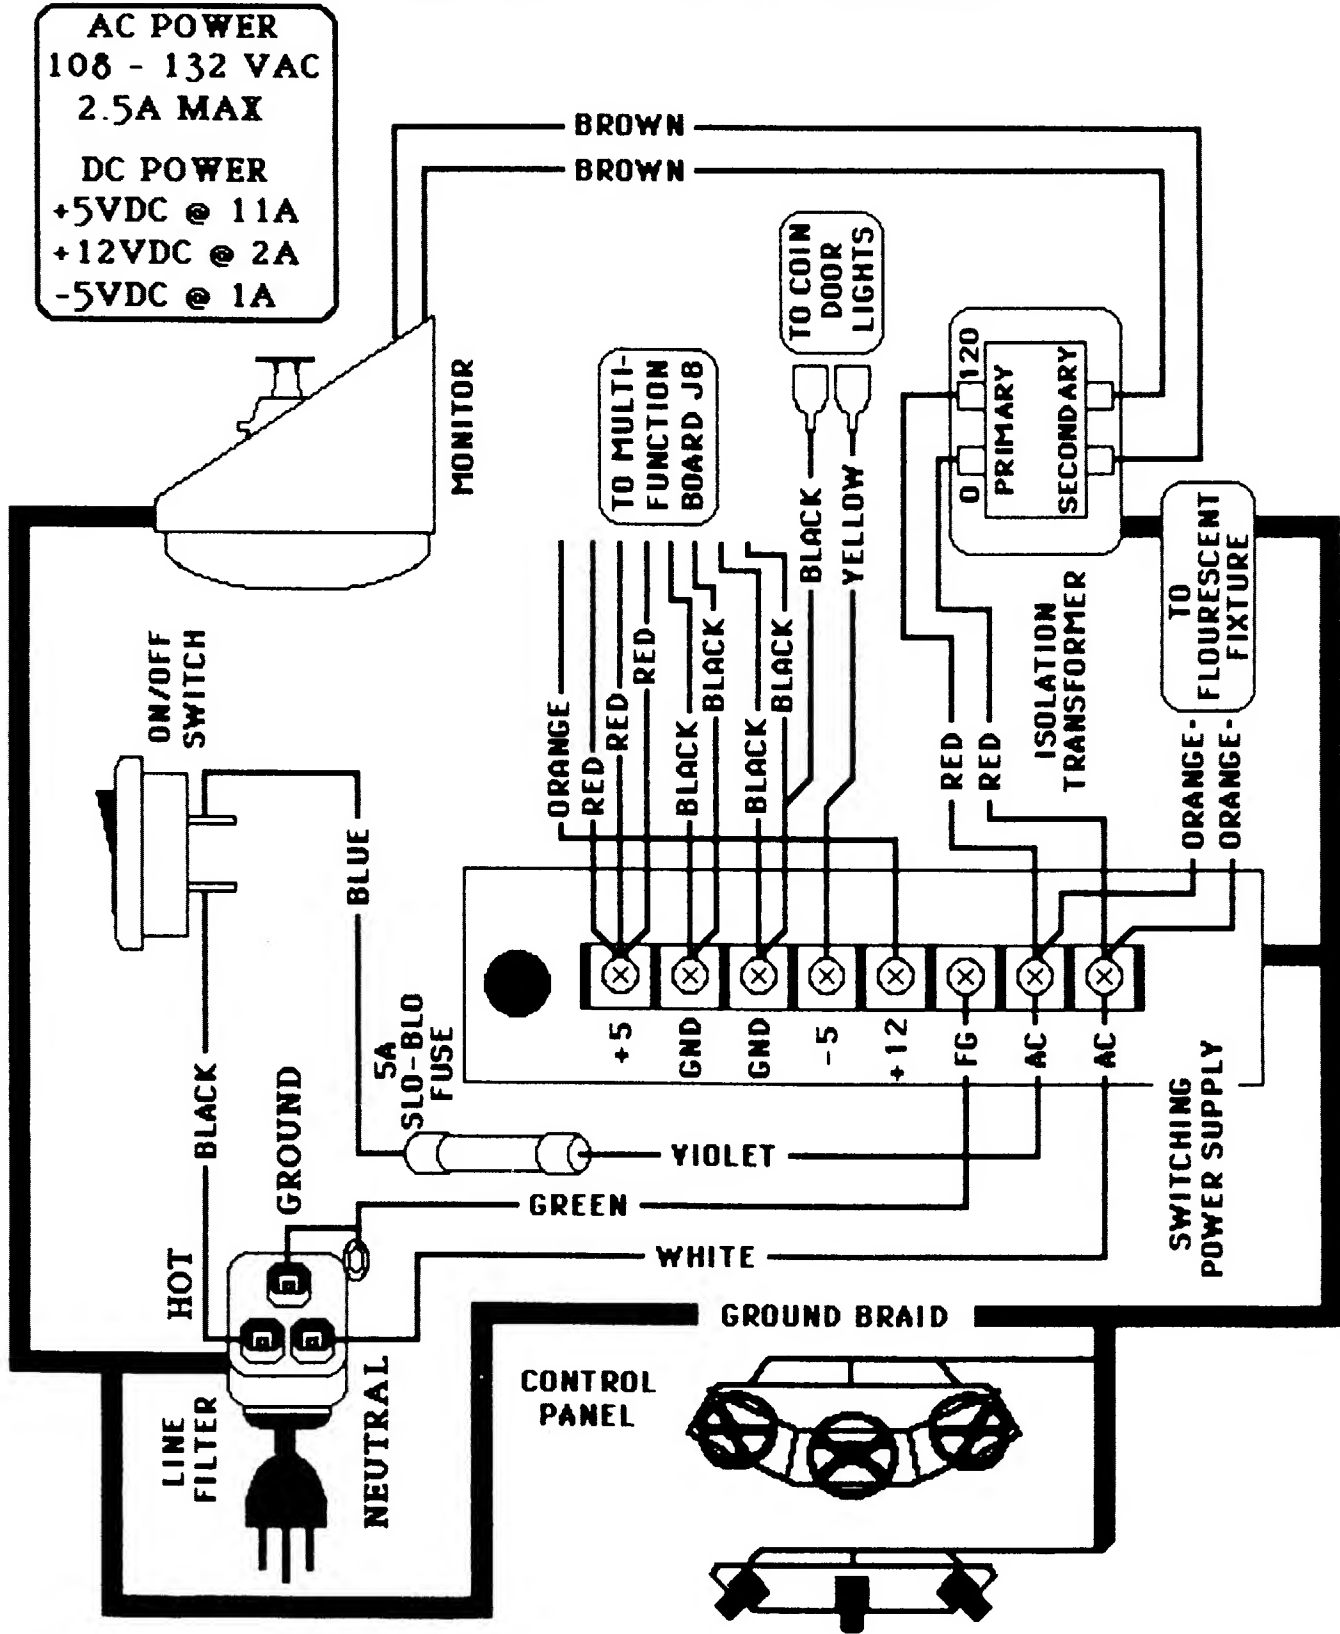 AC POWER
108 - 132 VAC
2.5A MAX
DC POWER
+5VDC @ 11A
+12VDC @ 2A
-5VDC @ 1A
BROWN
BROWN
TO COIN
DOOR
LIGHTS
TO MULTI-
FUNCTION
BOARD J8
MONITOR
120
0
PRIMARY
SECONDARY
ISOLATION
TRANSFORMER
TO
FLOURESCENT
FIXTURE
BLACK
YELLOW
ORANGE
RED
RED
RED
BLACK
BLACK
BLACK
BLACK
RED
RED
ORANGE-
ORANGE-
ON/OFF
SWITCH
BLUE
BLACK
5A
SLO-BLO
FUSE
+5
GND
GND
-5
+12
FG
AC
AC
SWITCHING
POWER SUPPLY
VIOLET
GREEN
WHITE
GROUND
HOT
NEUTRAL
LINE
FILTER
GROUND BRAID
CONTROL
PANEL